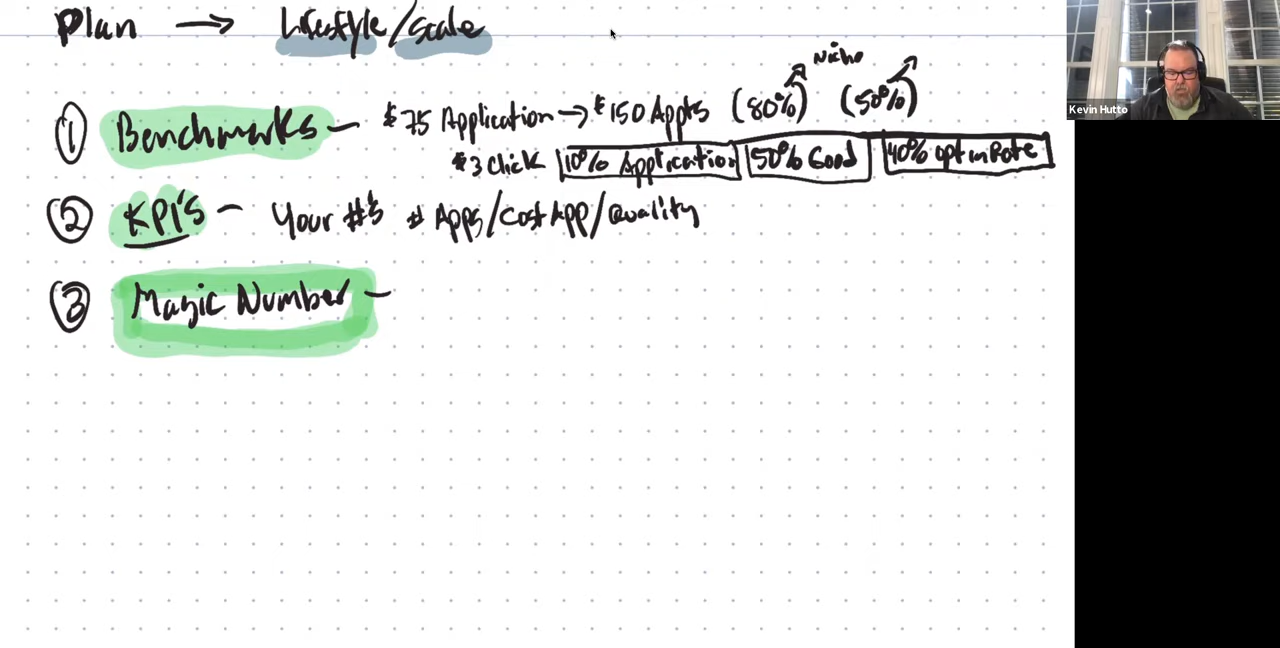 Plan → Lifestyle/Scale
Niche
① Benchmarks – $75 Application → $150 Appts (80%) (50%)
$3 Click 10% Application 50% Good 40% Opt in Rate
② KPI's – Your #'s # Apps/Cost App/Quality
③ Magic Number –
Kevin Hutto